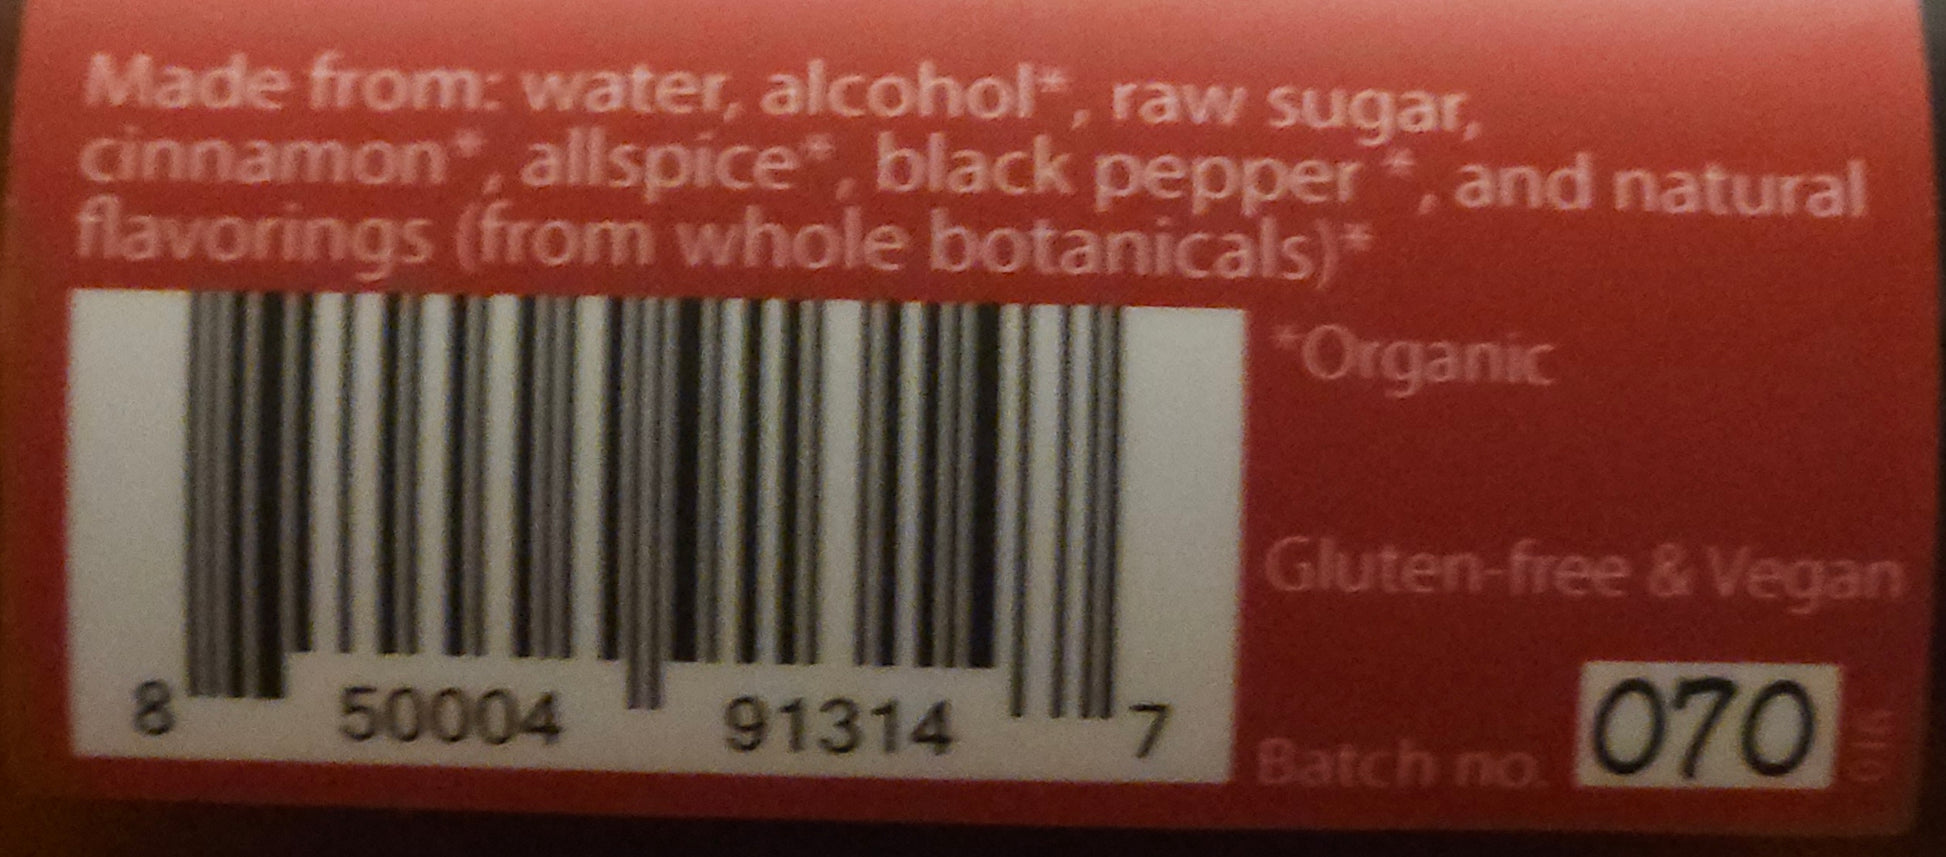 Made from: water, alcohol*, raw sugar,
cinnamon*, allspice*, black pepper *, and natural
flavorings (from whole botanicals)*
*Organic
Gluten-free & Vegan
8 50004 91314 7
Batch no. 070